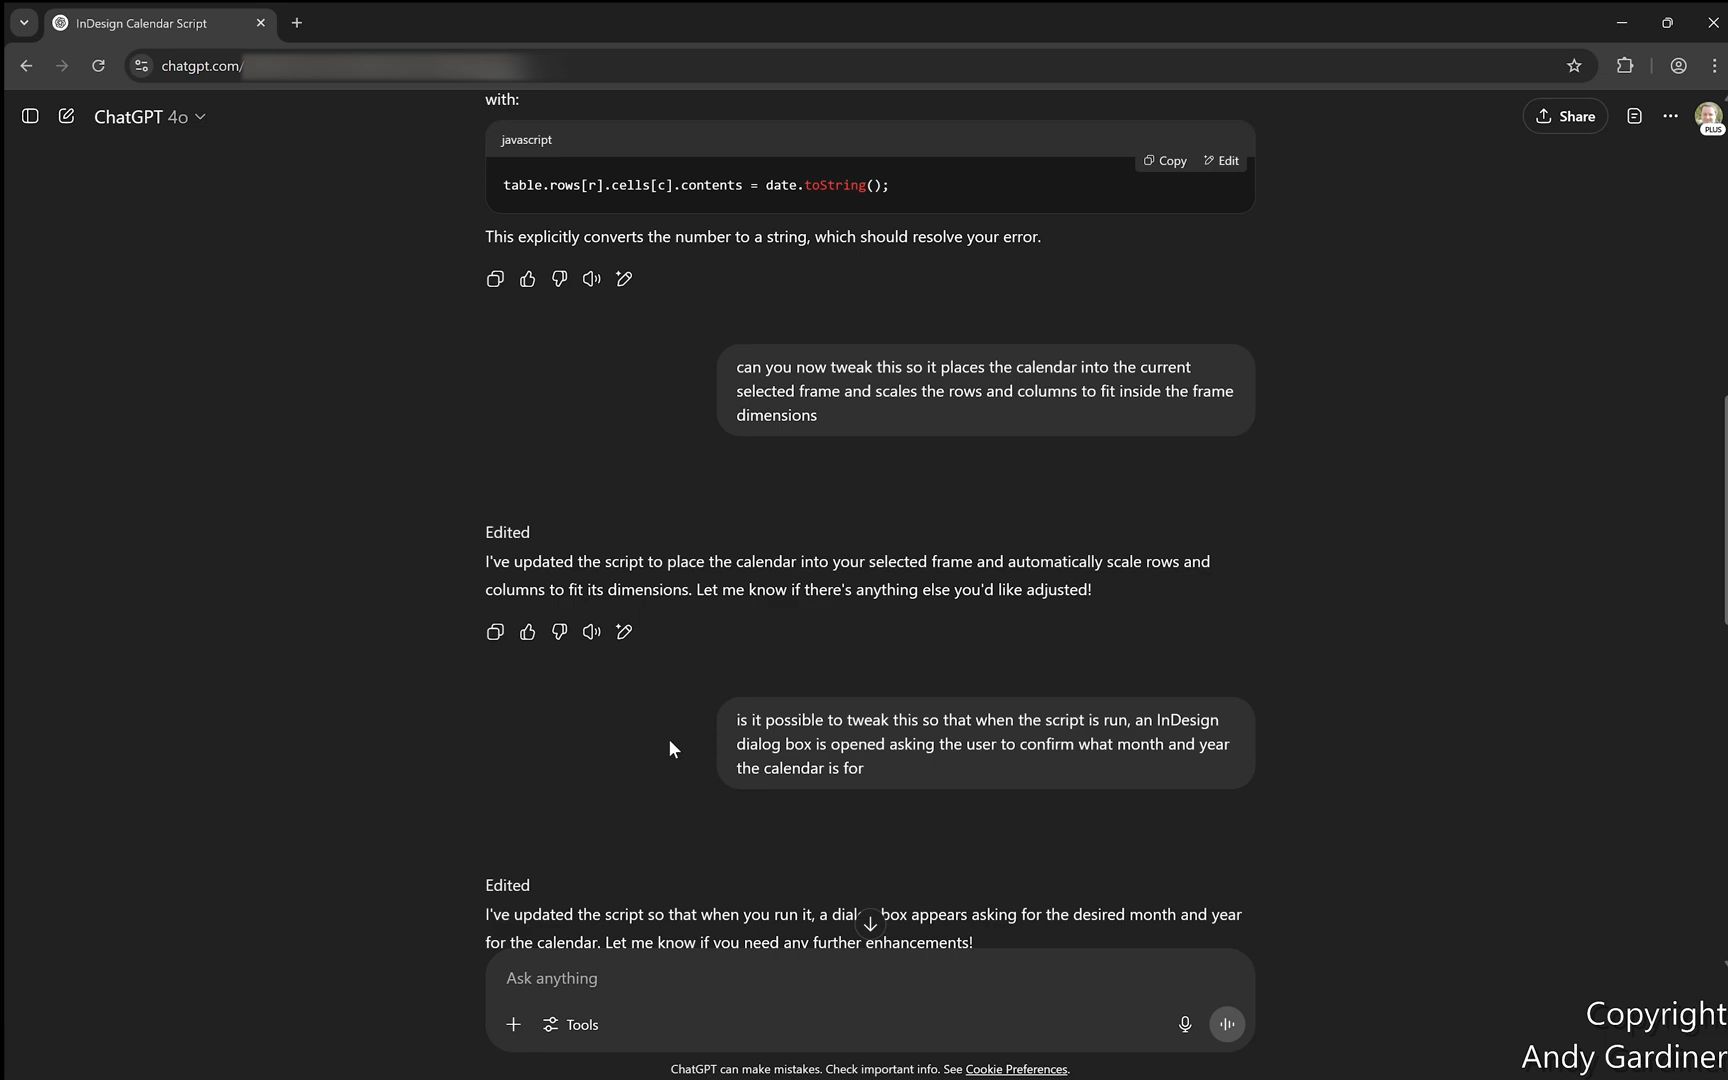 InDesign Calendar Script
chatgpt.com/
ChatGPT 4o
Share
PLUS
with:
javascript
Copy Edit
table.rows[r].cells[c].contents = date.toString();
This explicitly converts the number to a string, which should resolve your error.
can you now tweak this so it places the calendar into the current
selected frame and scales the rows and columns to fit inside the frame
dimensions
Edited
I've updated the script to place the calendar into your selected frame and automatically scale rows and
columns to fit its dimensions. Let me know if there's anything else you'd like adjusted!
is it possible to tweak this so that when the script is run, an InDesign
dialog box is opened asking the user to confirm what month and year
the calendar is for
Edited
I've updated the script so that when you run it, a dialog box appears asking for the desired month and year
for the calendar. Let me know if you need any further enhancements!
Ask anything
Tools
ChatGPT can make mistakes. Check important info. See Cookie Preferences.
Copyright
Andy Gardiner